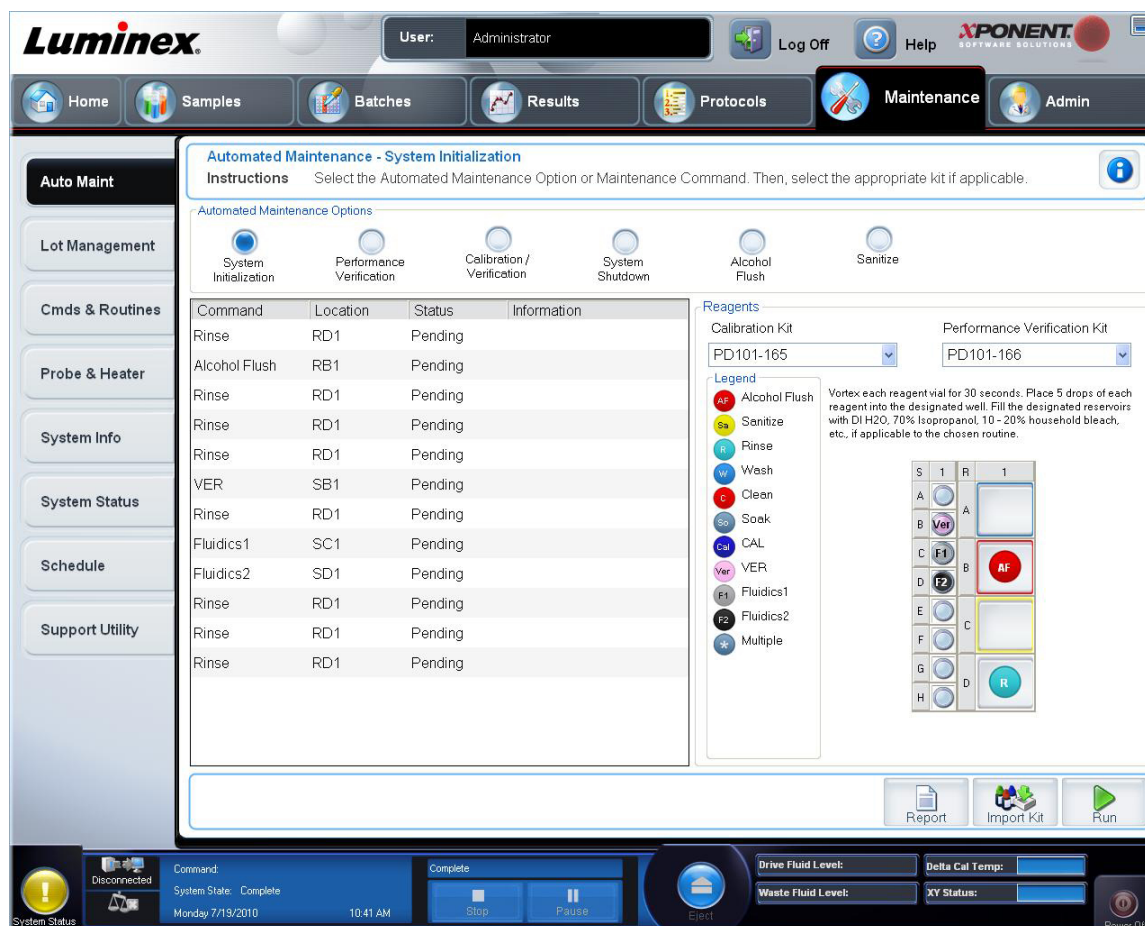 Luminex.
User: Administrator
Log Off
Help
XPONENT.
SOFTWARE SOLUTIONS
Home
Samples
Batches
Results
Protocols
Maintenance
Admin
Auto Maint
Lot Management
Cmds & Routines
Probe & Heater
System Info
System Status
Schedule
Support Utility
Automated Maintenance - System Initialization
Instructions Select the Automated Maintenance Option or Maintenance Command. Then, select the appropriate kit if applicable.
Automated Maintenance Options
System Initialization
Performance Verification
Calibration / Verification
System Shutdown
Alcohol Flush
Sanitize
Command Location Status Information
Rinse RD1 Pending
Alcohol Flush RB1 Pending
Rinse RD1 Pending
Rinse RD1 Pending
Rinse RD1 Pending
VER SB1 Pending
Rinse RD1 Pending
Fluidics1 SC1 Pending
Fluidics2 SD1 Pending
Rinse RD1 Pending
Rinse RD1 Pending
Rinse RD1 Pending
Reagents
Calibration Kit
PD101-165
Performance Verification Kit
PD101-166
Legend
AF Alcohol Flush
Sa Sanitize
R Rinse
W Wash
C Clean
So Soak
Cal CAL
Ver VER
F1 Fluidics1
F2 Fluidics2
* Multiple
Vortex each reagent vial for 30 seconds. Place 5 drops of each
reagent into the designated well. Fill the designated reservoirs
with DI H2O, 70% Isopropanol, 10 - 20% household bleach,
etc., if applicable to the chosen routine.
S 1 R 1
A
B Ver
A
C F1
D F2
B AF
E
F
C
G
H
D R
Report
Import Kit
Run
System Status
Disconnected
Command:
System State: Complete
Monday 7/19/2010 10:41 AM
Complete
Stop
Pause
Eject
Drive Fluid Level:
Waste Fluid Level:
Delta Cal Temp:
XY Status: